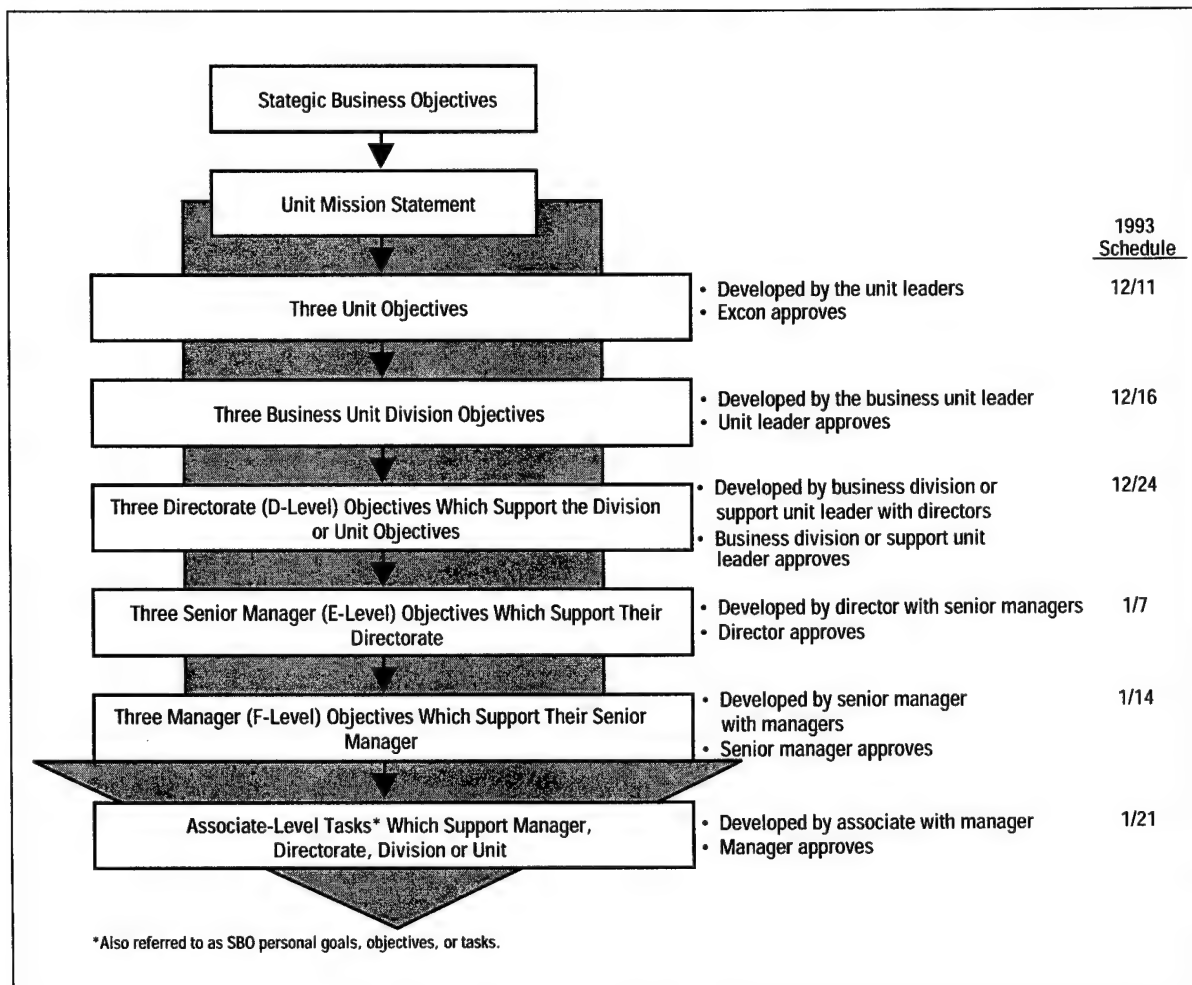 Stategic Business Objectives
Unit Mission Statement
1993
Schedule
Three Unit Objectives
• Developed by the unit leaders
• Excon approves
12/11
Three Business Unit Division Objectives
• Developed by the business unit leader
• Unit leader approves
12/16
Three Directorate (D-Level) Objectives Which Support the Division
or Unit Objectives
• Developed by business division or
support unit leader with directors
• Business division or support unit
leader approves
12/24
Three Senior Manager (E-Level) Objectives Which Support Their
Directorate
• Developed by director with senior managers
• Director approves
1/7
Three Manager (F-Level) Objectives Which Support Their Senior
Manager
• Developed by senior manager
with managers
• Senior manager approves
1/14
Associate-Level Tasks* Which Support Manager,
Directorate, Division or Unit
• Developed by associate with manager
• Manager approves
1/21
*Also referred to as SBO personal goals, objectives, or tasks.